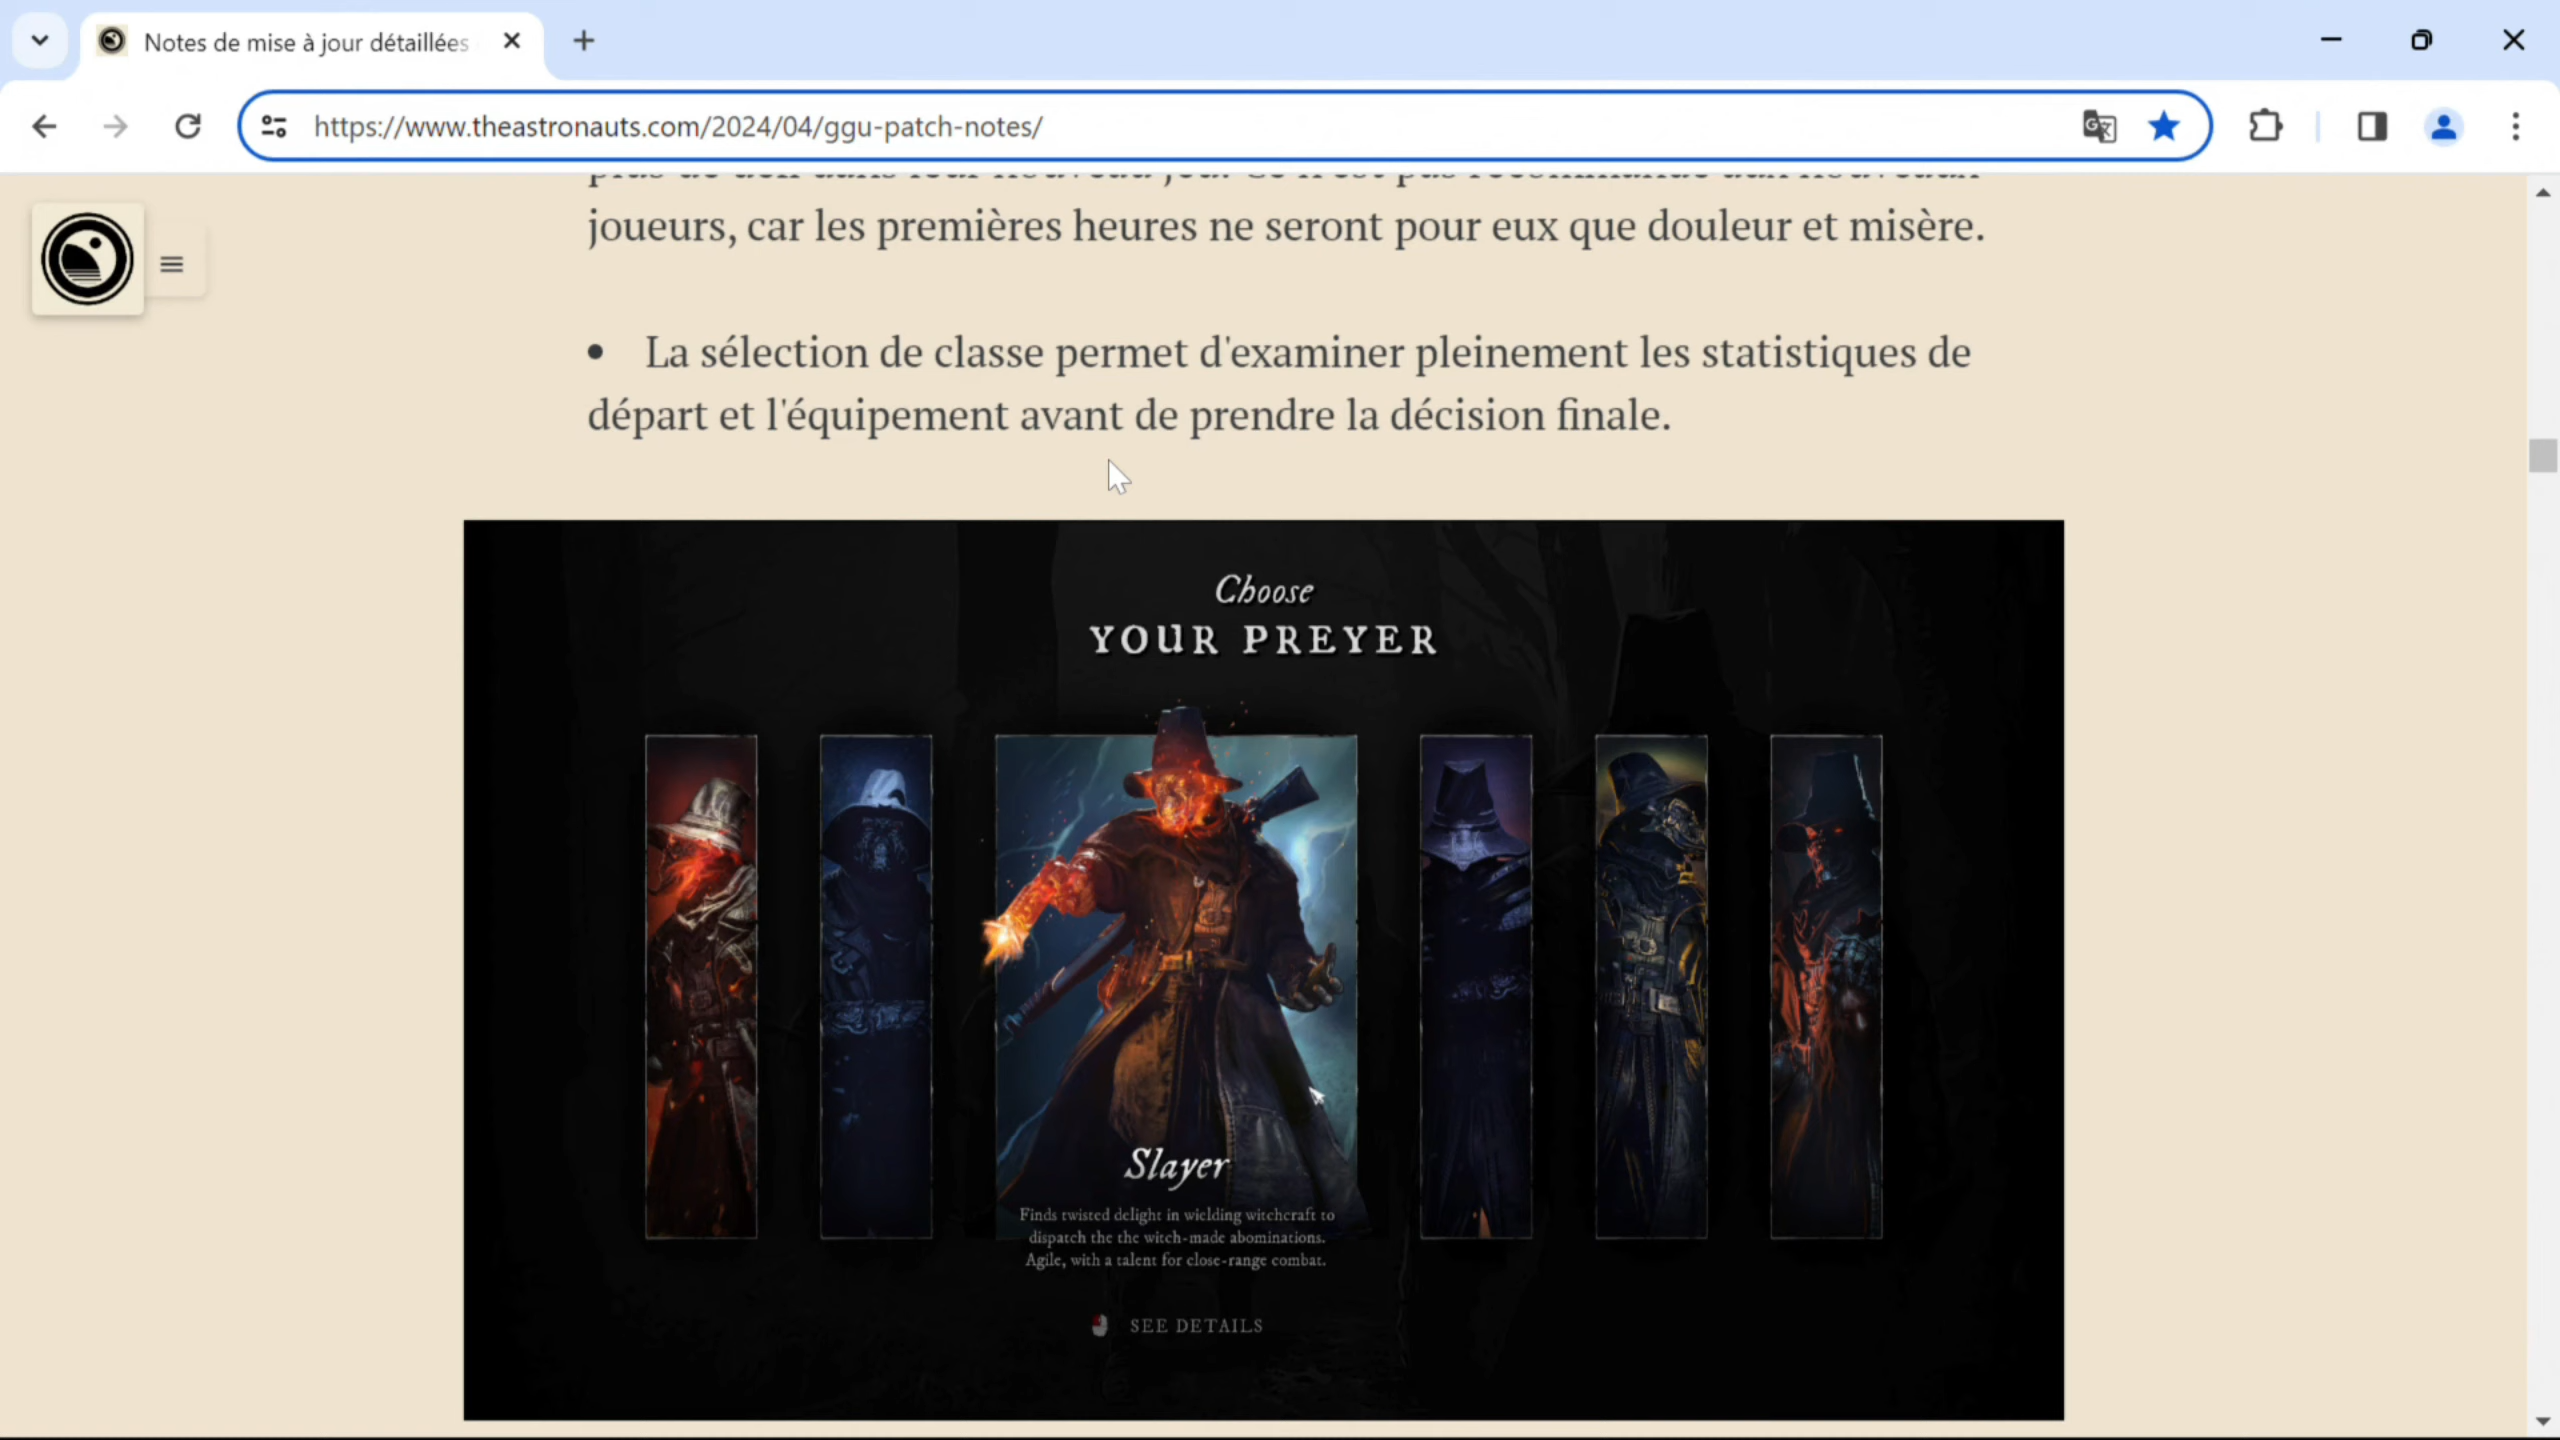 Notes de mise à jour détaillées
https://www.theastronauts.com/2024/04/ggu-patch-notes/
joueurs, car les premières heures ne seront pour eux que douleur et misère.
• La sélection de classe permet d'examiner pleinement les statistiques de
départ et l'équipement avant de prendre la décision finale.
Choose
YOUR PREYER
Slayer
Finds twisted delight in wielding witchcraft to
dispatch the the witch-made abominations.
Agile, with a talent for close-range combat.
SEE DETAILS